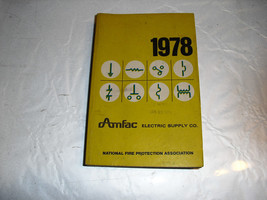 1978
Amfac ELECTRIC SUPPLY CO.
NATIONAL FIRE PROTECTION ASSOCIATION